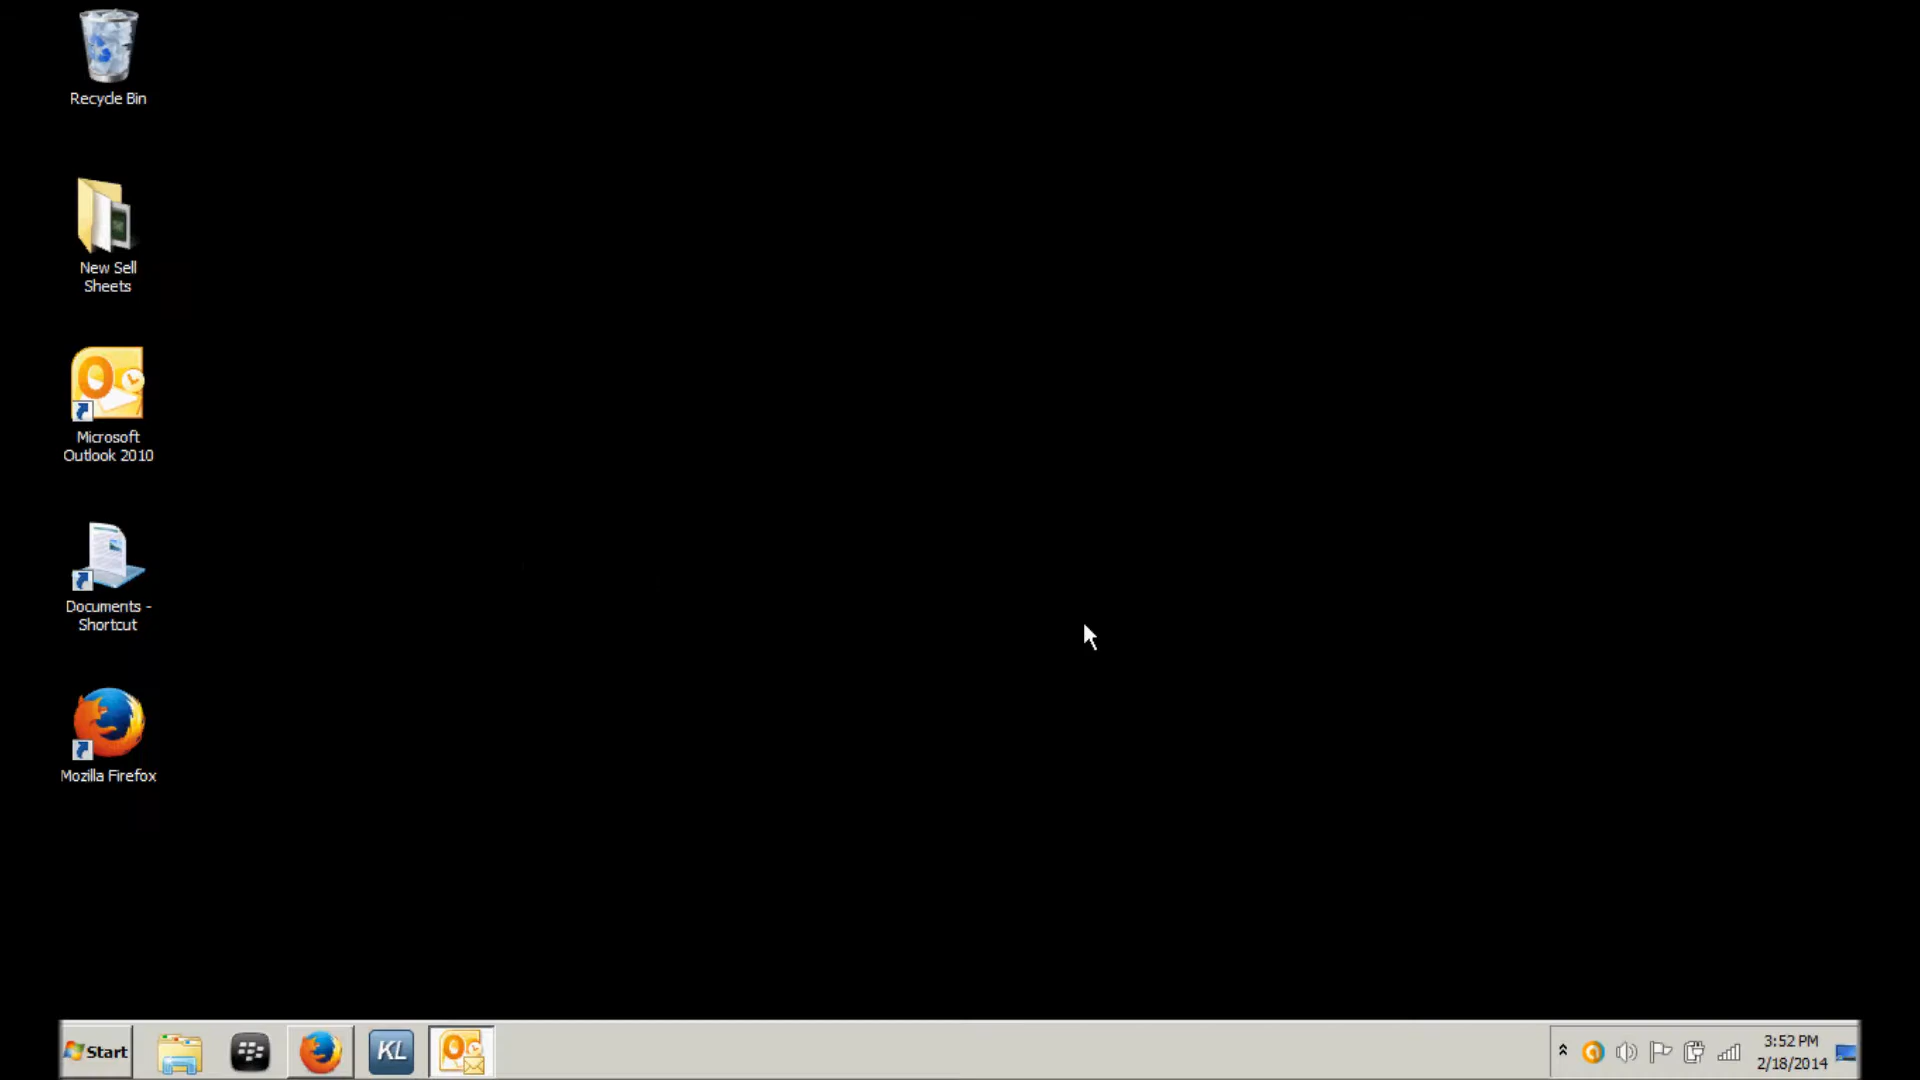 Recycle Bin
New Sell
Sheets
Microsoft
Outlook 2010
Documents -
Shortcut
Mozilla Firefox
Start
KL
3:52 PM
2/18/2014